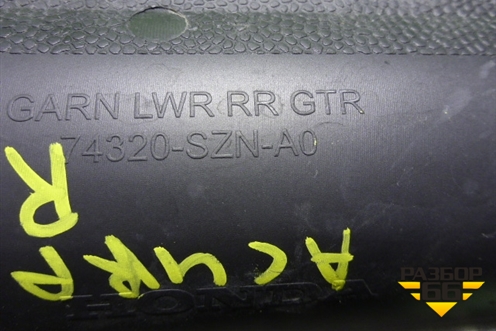 GARN LWR RR GTR
74320-SZN-A0
R
ACURA
HONDA
РАЗБОР
66